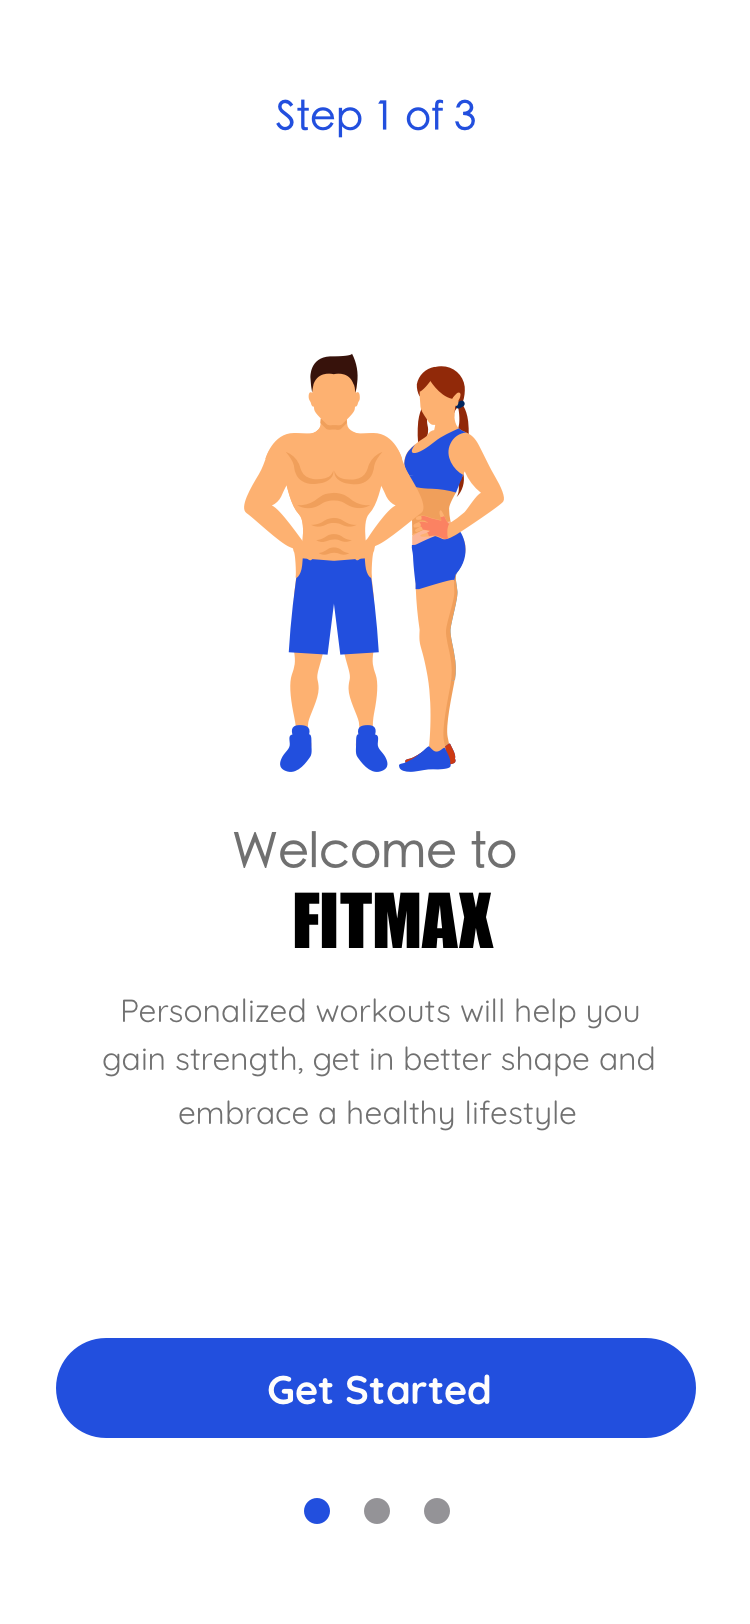 Step 1 of 3
Welcome to
FITMAX
Personalized workouts will help you
gain strength, get in better shape and
embrace a healthy lifestyle
Get Started